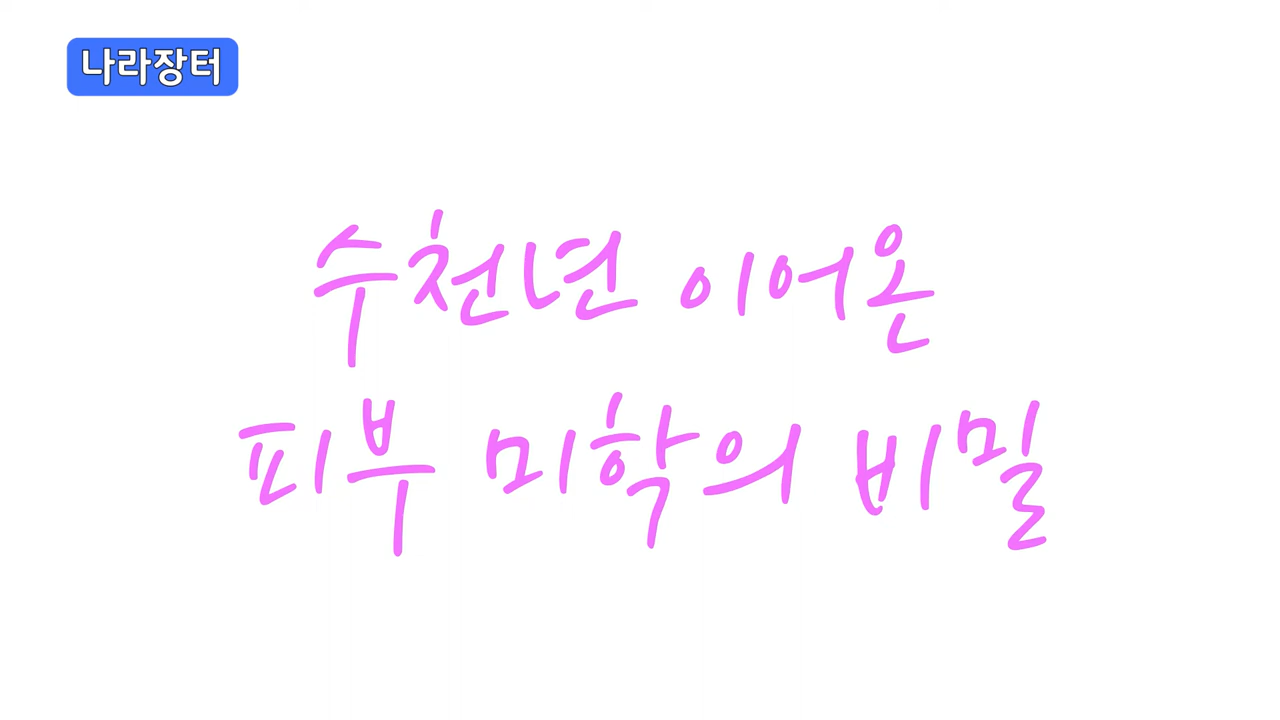 나라장터
수천년 이어온
피부 미학의 비밀